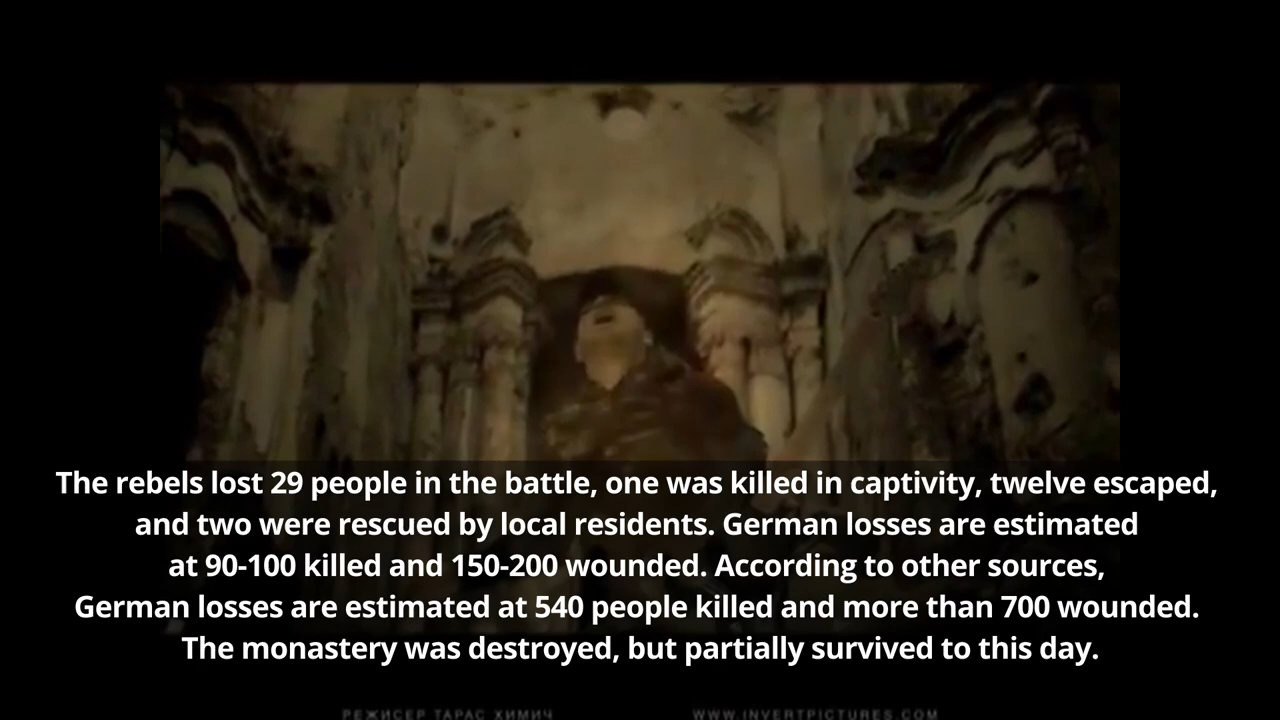 The rebels lost 29 people in the battle, one was killed in captivity, twelve escaped,
and two were rescued by local residents. German losses are estimated
at 90-100 killed and 150-200 wounded. According to other sources,
German losses are estimated at 540 people killed and more than 700 wounded.
The monastery was destroyed, but partially survived to this day.
РЕЖИСЕР ТАРАС ХИМИЧ WWW.INVERTPICTURES.COM